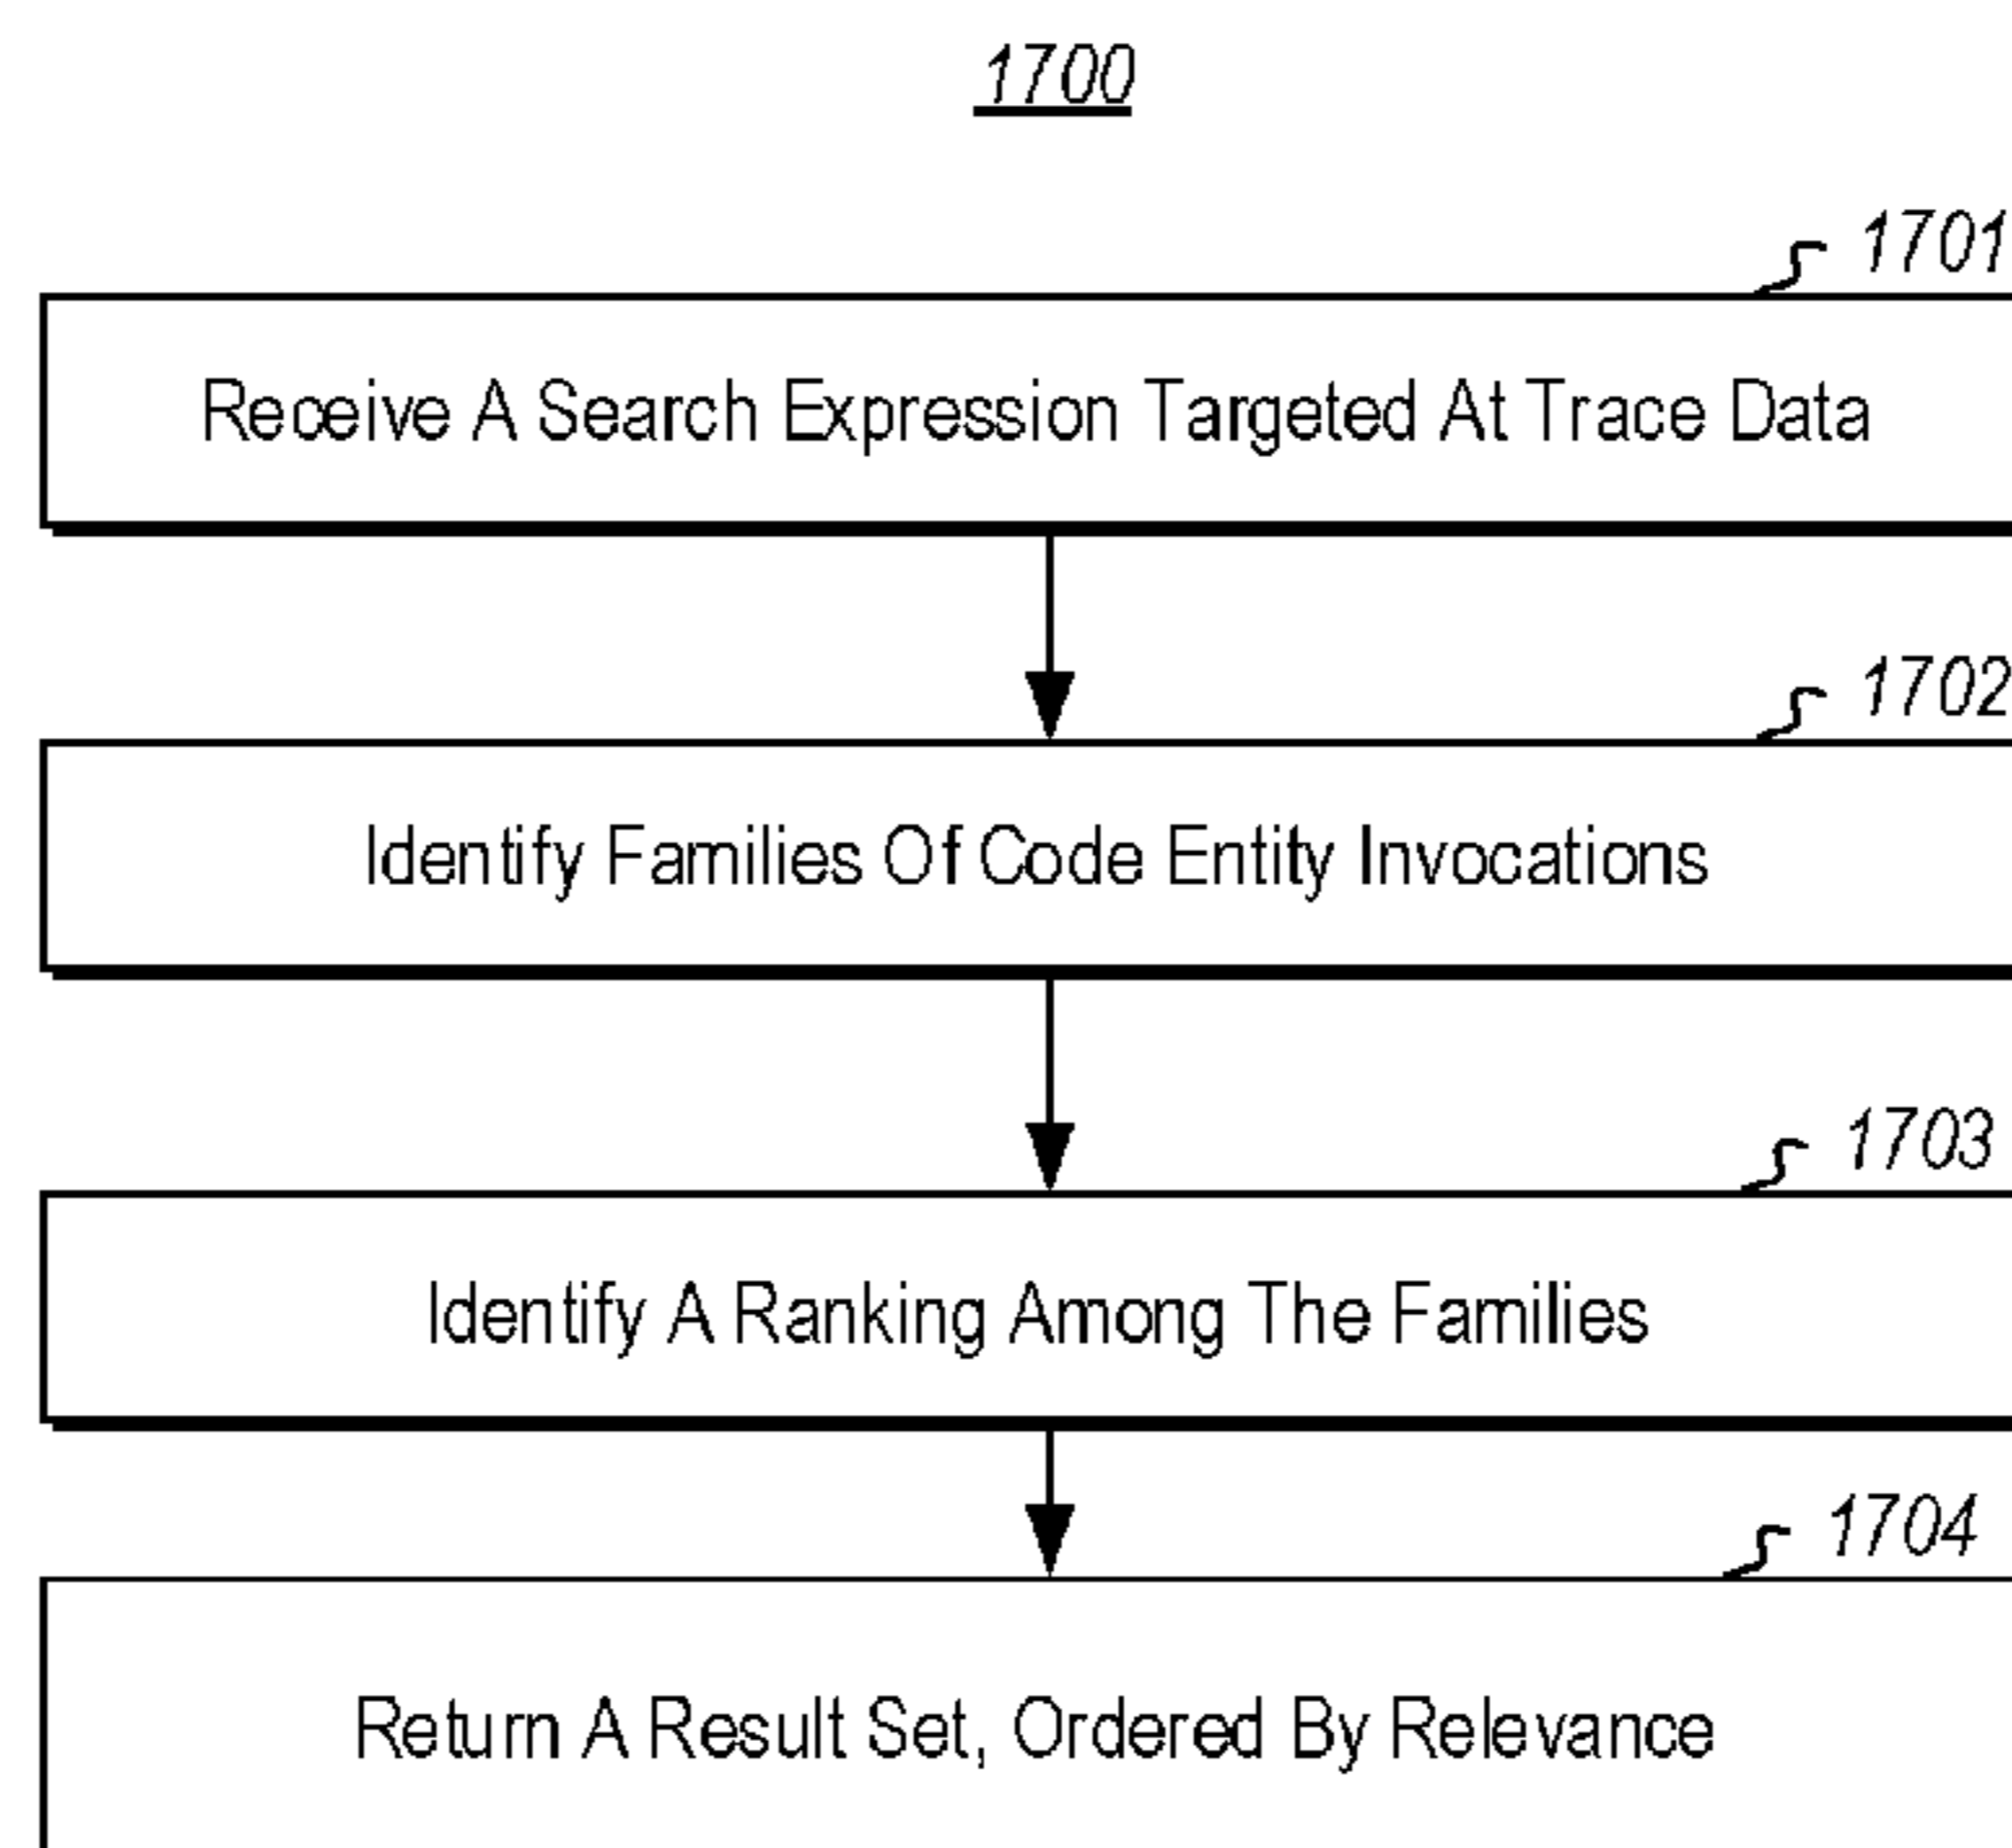 1700
1701
Receive A Search Expression Targeted At Trace Data
1702
Identify Families Of Code Entity Invocations
1703
Identify A Ranking Among The Families
1704
Return A Result Set, Ordered By Relevance